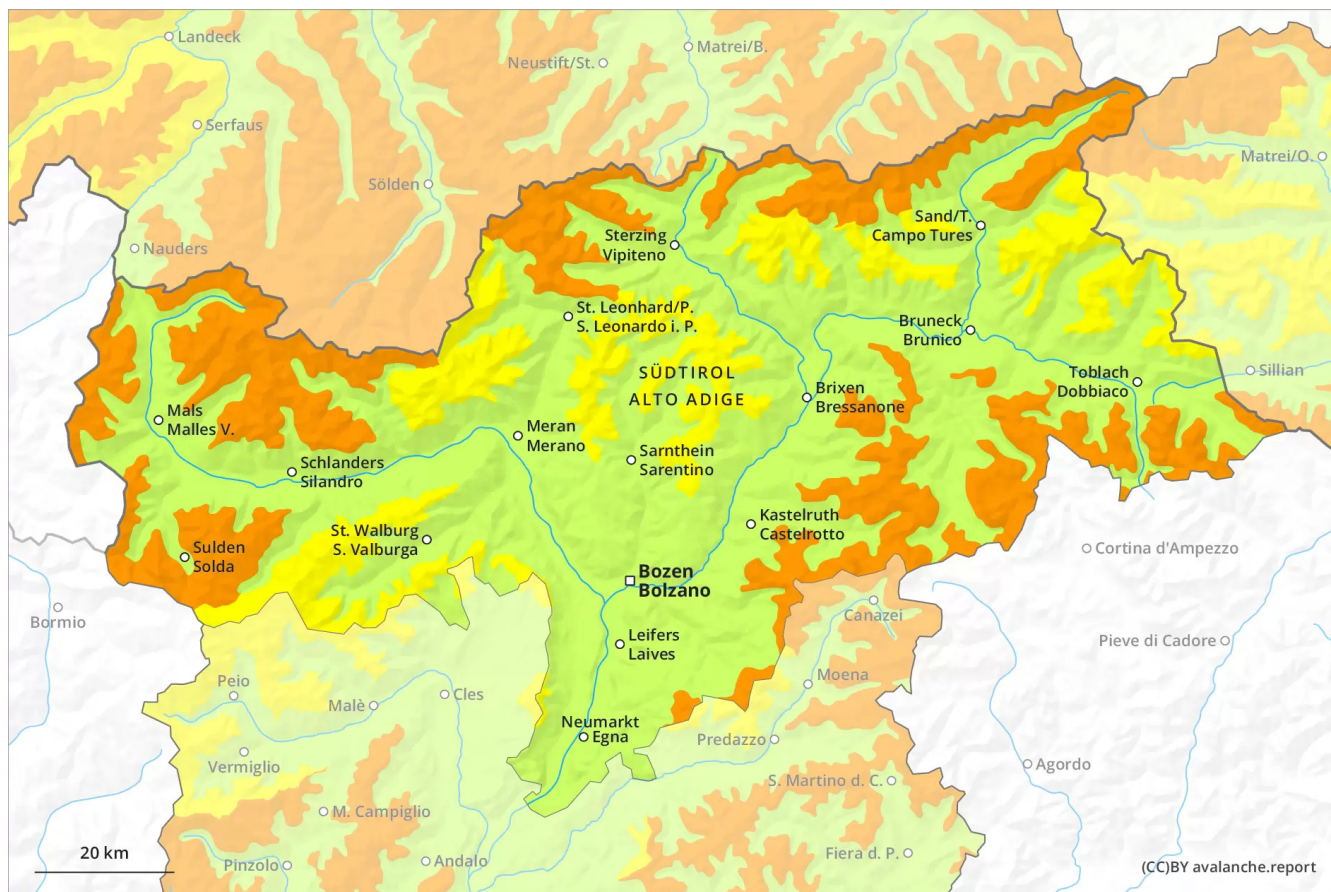 Landeck
Matrei/B.
Neustift/St.
Serfaus
Matrei/O.
Sölden
Sand/T.
Campo Tures
Sterzing
Vipiteno
Nauders
St. Leonhard/P.
S. Leonardo i. P.
Bruneck
Brunico
SÜDTIROL
ALTO ADIGE
Toblach
Dobbiaco
Sillian
Brixen
Bressanone
Mals
Malles V.
Meran
Merano
Sarnthein
Sarentino
Schlanders
Silandro
Kastelruth
Castelrotto
St. Walburg
S. Valburga
Sulden
Solda
Cortina d'Ampezzo
Bozen
Bolzano
Bormio
Canazei
Leifers
Laives
Pieve di Cadore
Peio
Moena
Malè
Cles
Neumarkt
Egna
Predazzo
Vermiglio
Agordo
S. Martino d. C.
M. Campiglio
20 km
Pinzolo
Andalo
Fiera d. P.
(CC)BY avalanche.report